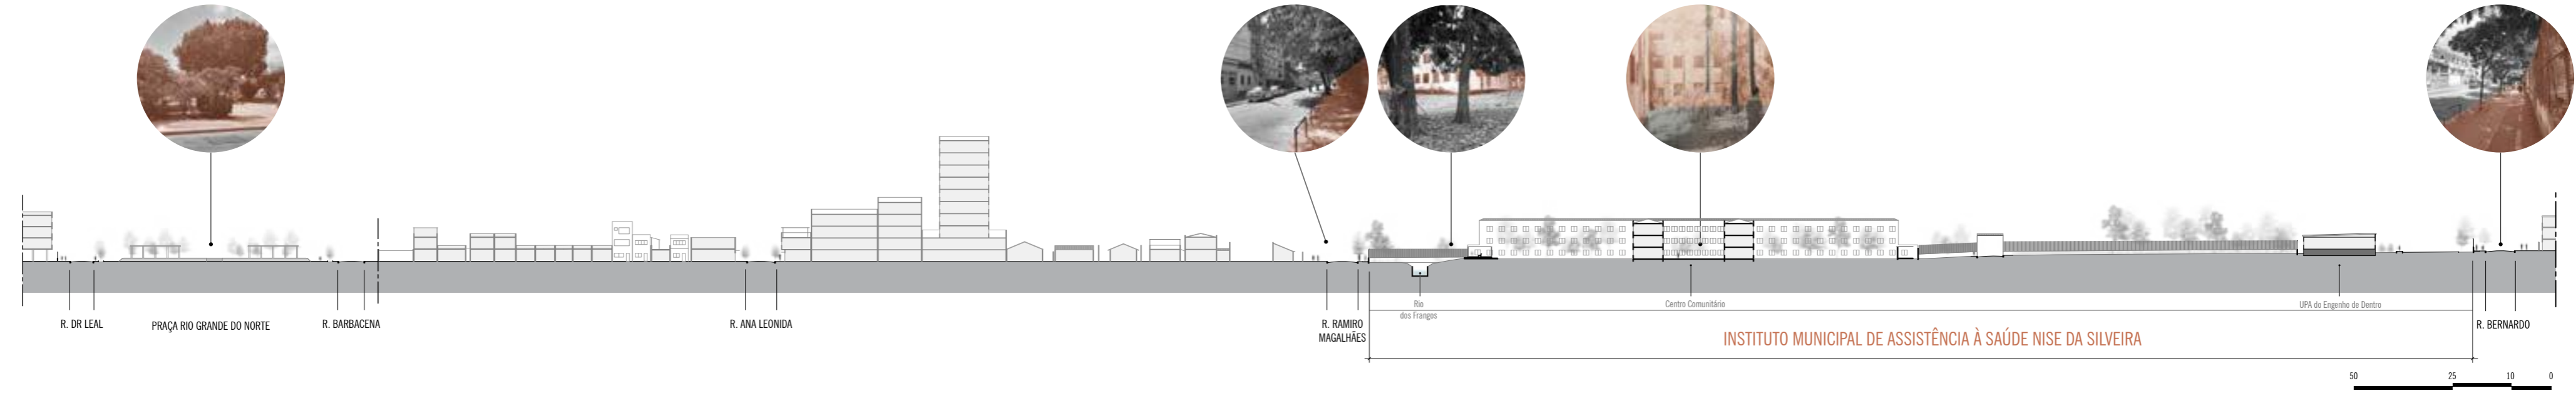 R. DR LEAL
PRAÇA RIO GRANDE DO NORTE
R. BARBACENA
R. ANA LEONIDA
R. RAMIRO
MAGALHÃES
Rio
dos Frangos
Centro Comunitário
UPA do Engenho de Dentro
INSTITUTO MUNICIPAL DE ASSISTÊNCIA À SAÚDE NISE DA SILVEIRA
R. BERNARDO
50 25 10 0